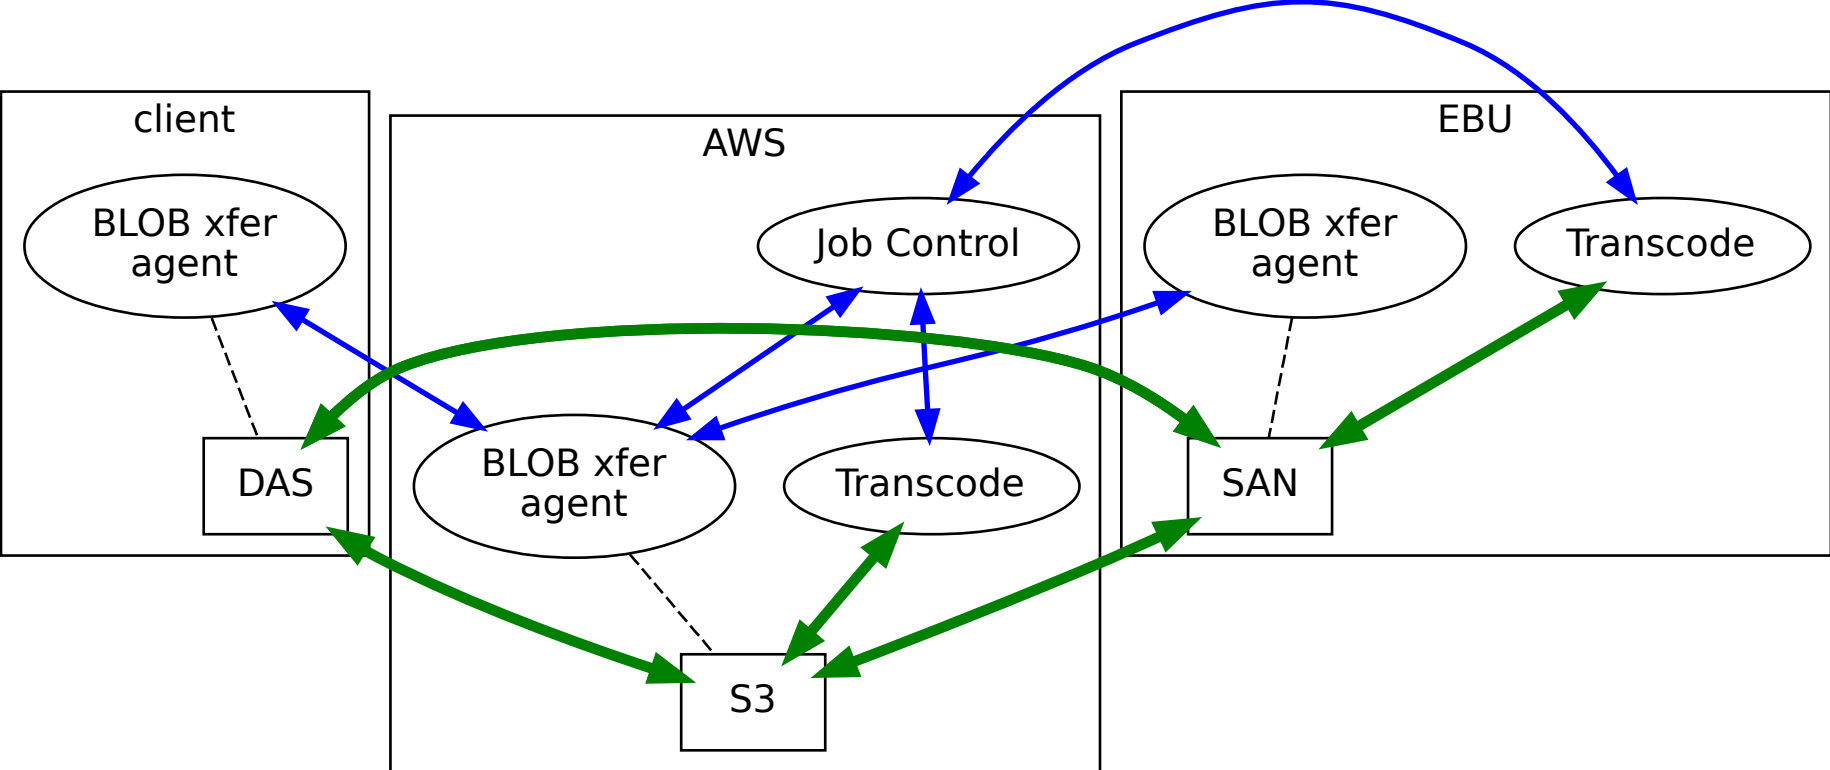 client
BLOB xfer
agent
DAS
AWS
Job Control
BLOB xfer
agent
Transcode
S3
EBU
BLOB xfer
agent
Transcode
SAN